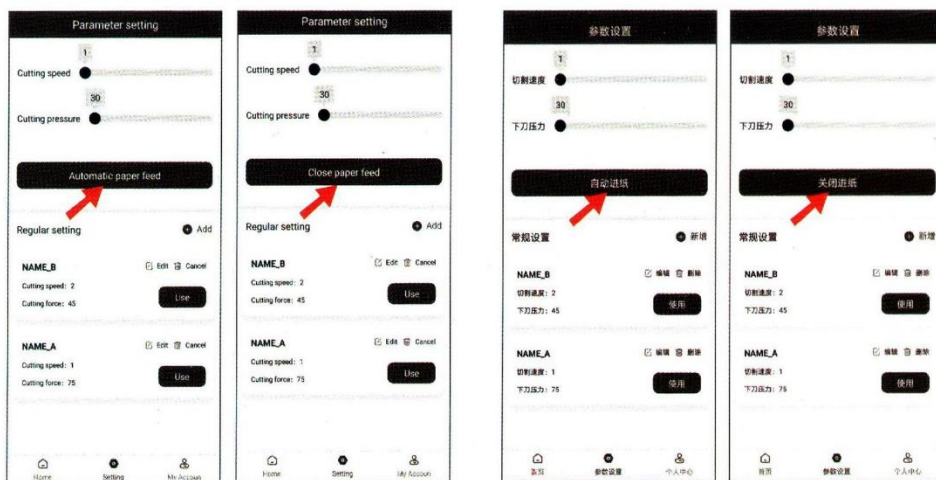 Parameter setting
1
Cutting speed
30
Cutting pressure
Automatic paper feed
Regular setting
Add
NAME_B
Edit
Cancel
Cutting speed: 2
Cutting force: 45
Use
NAME_A
Edit
Cancel
Cutting speed: 1
Cutting force: 75
Use
Home
Setting
My Accoun
Parameter setting
1
Cutting speed
30
Cutting pressure
Close paper feed
Regular setting
Add
NAME_B
Edit
Cancel
Cutting speed: 2
Cutting force: 45
Use
NAME_A
Edit
Cancel
Cutting speed: 1
Cutting force: 75
Use
Home
Setting
My Accoun
参数设置
1
切割速度
30
下刀压力
自动进纸
常规设置
新增
NAME_B
编辑
删除
切割速度: 2
下刀压力: 45
使用
NAME_A
编辑
删除
切割速度: 1
下刀压力: 75
使用
首页
参数设置
个人中心
参数设置
1
切割速度
30
下刀压力
关闭进纸
常规设置
新增
NAME_B
编辑
删除
切割速度: 2
下刀压力: 45
使用
NAME_A
编辑
删除
切割速度: 1
下刀压力: 75
使用
首页
参数设置
个人中心